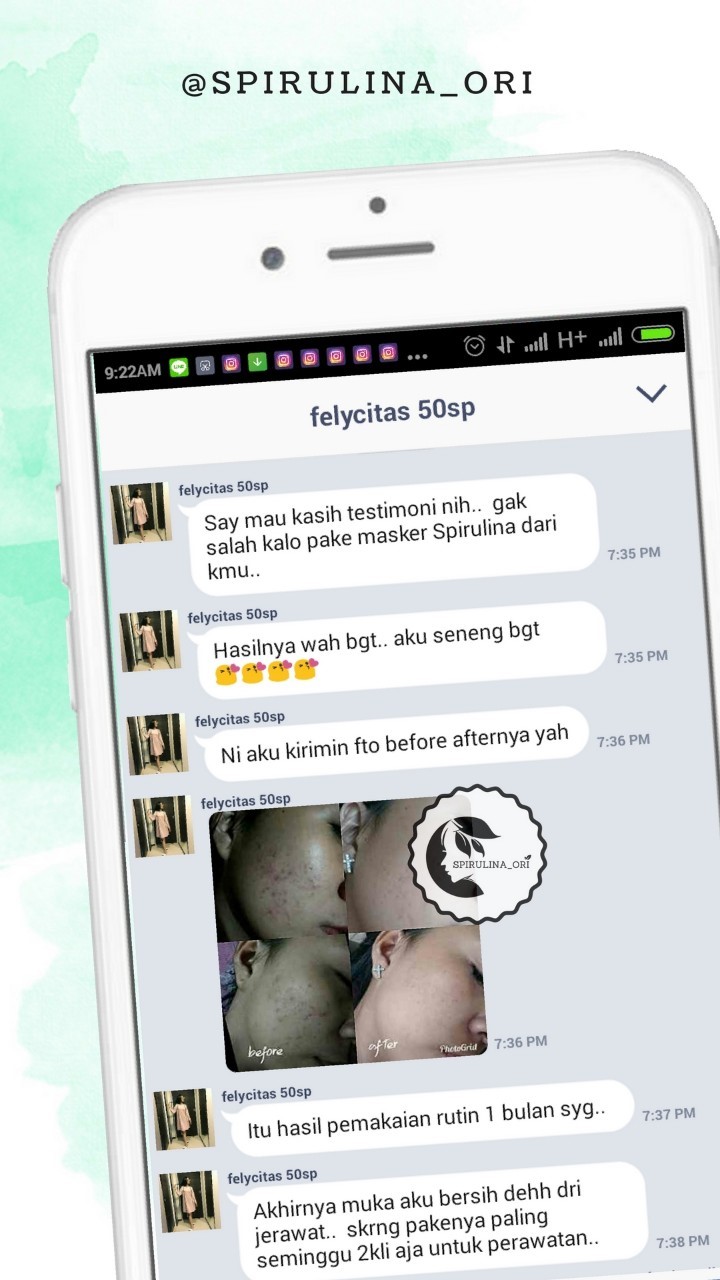 @SPIRULINA_ORI
9:22AM
H+
felycitas 50sp
felycitas 50sp
Say mau kasih testimoni nih.. gak
salah kalo pake masker Spirulina dari
kmu..
7:35 PM
felycitas 50sp
Hasilnya wah bgt.. aku seneng bgt
😘😘😘😘
7:35 PM
felycitas 50sp
Ni aku kirimin fto before afternya yah
7:36 PM
felycitas 50sp
SPIRULINA_ORI
before
afTer
PhotoGrid
7:36 PM
felycitas 50sp
Itu hasil pemakaian rutin 1 bulan syg..
7:37 PM
felycitas 50sp
Akhirnya muka aku bersih dehh dri
jerawat.. skrng pakenya paling
seminggu 2kli aja untuk perawatan..
7:38 PM